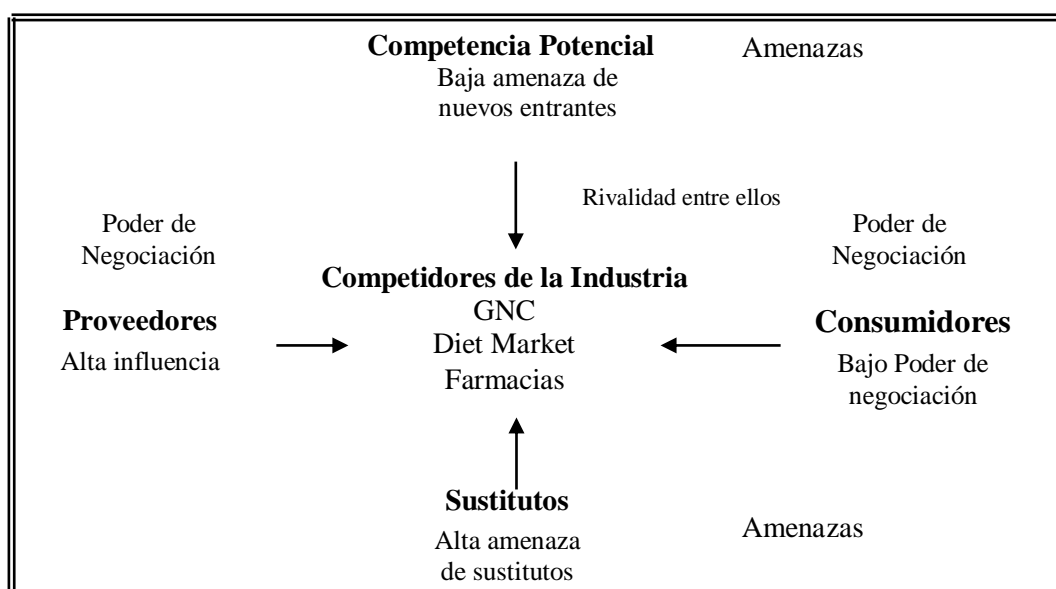 Competencia Potencial
Amenazas
Baja amenaza de
nuevos entrantes
Rivalidad entre ellos
Poder de
Negociación
Poder de
Negociación
Competidores de la Industria
GNC
Diet Market
Farmacias
Proveedores
Alta influencia
Consumidores
Bajo Poder de
negociación
Sustitutos
Alta amenaza
de sustitutos
Amenazas